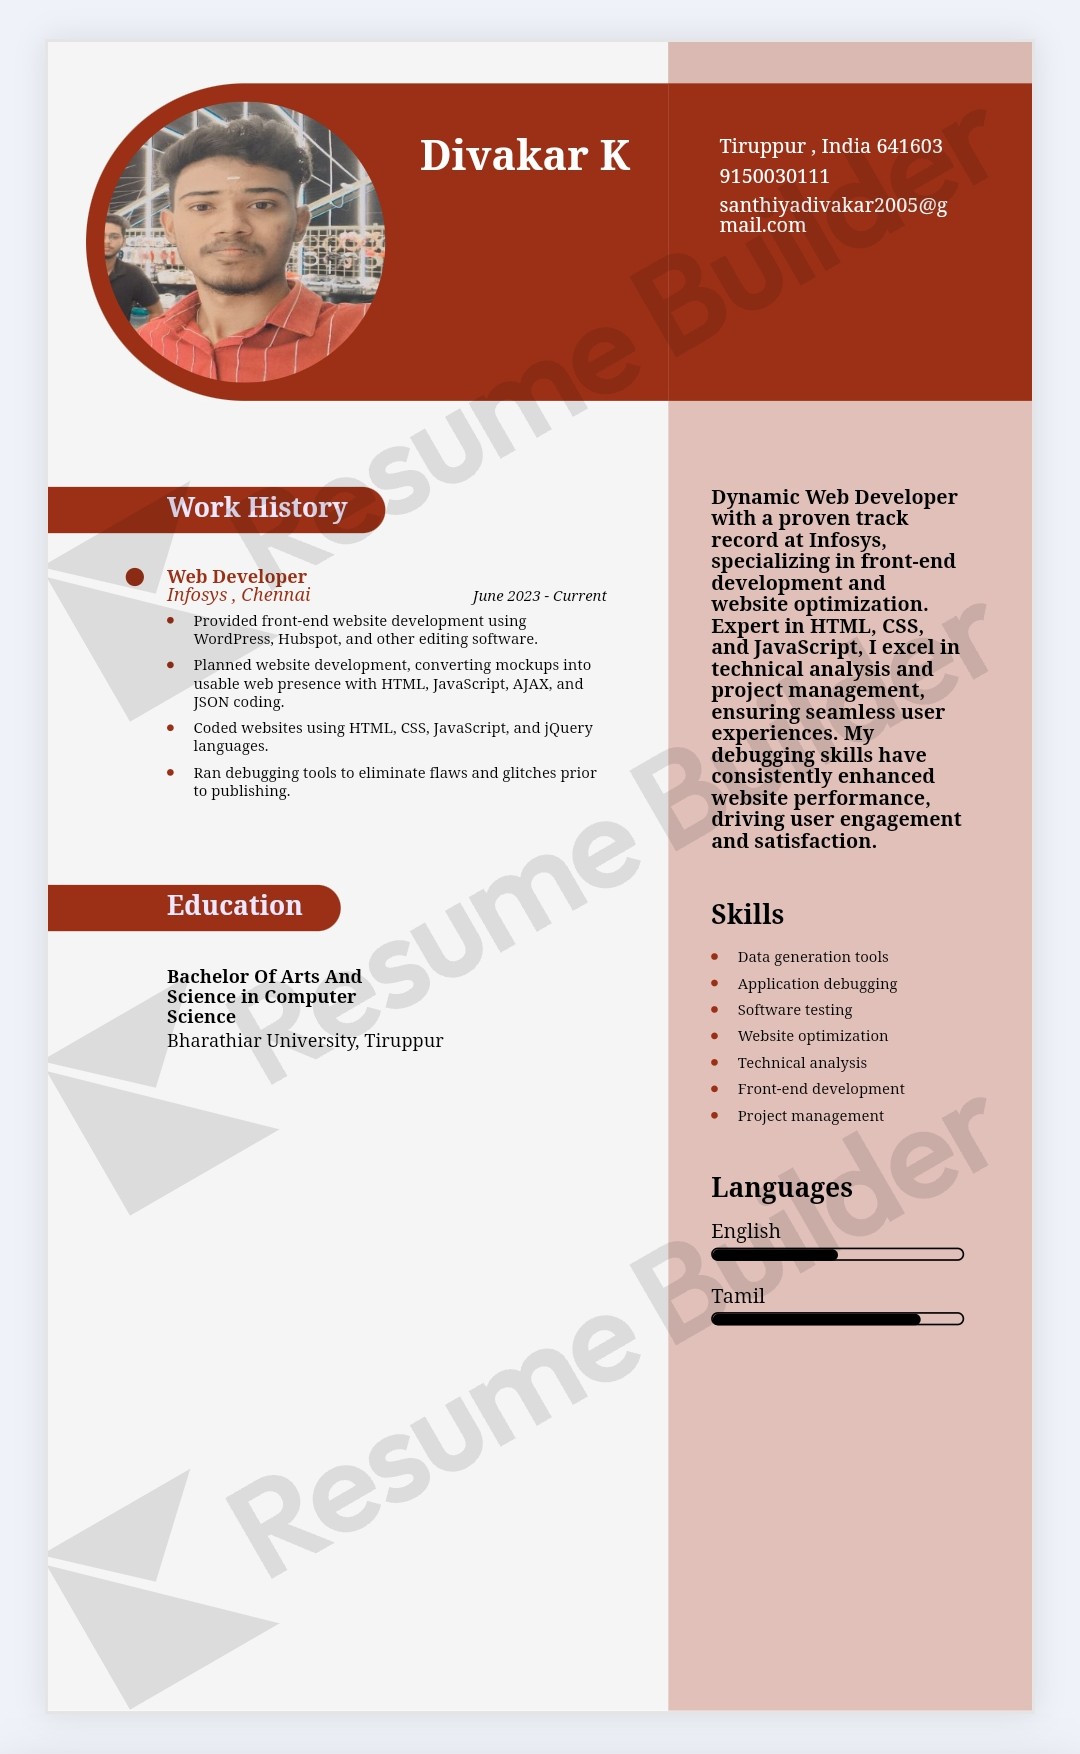 Divakar K
Tiruppur , India 641603
9150030111
santhiyadivakar2005@g
mail.com
Work History
Web Developer
Infosys , Chennai
June 2023 - Current
Provided front-end website development using
WordPress, Hubspot, and other editing software.
Planned website development, converting mockups into
usable web presence with HTML, JavaScript, AJAX, and
JSON coding.
Coded websites using HTML, CSS, JavaScript, and jQuery
languages.
Ran debugging tools to eliminate flaws and glitches prior
to publishing.
Education
Bachelor Of Arts And
Science in Computer
Science
Bharathiar University, Tiruppur
Dynamic Web Developer
with a proven track
record at Infosys,
specializing in front-end
development and
website optimization.
Expert in HTML, CSS,
and JavaScript, I excel in
technical analysis and
project management,
ensuring seamless user
experiences. My
debugging skills have
consistently enhanced
website performance,
driving user engagement
and satisfaction.
Skills
Data generation tools
Application debugging
Software testing
Website optimization
Technical analysis
Front-end development
Project management
Languages
English
Tamil
Resume Builder
Resume Builder
Resume Builder